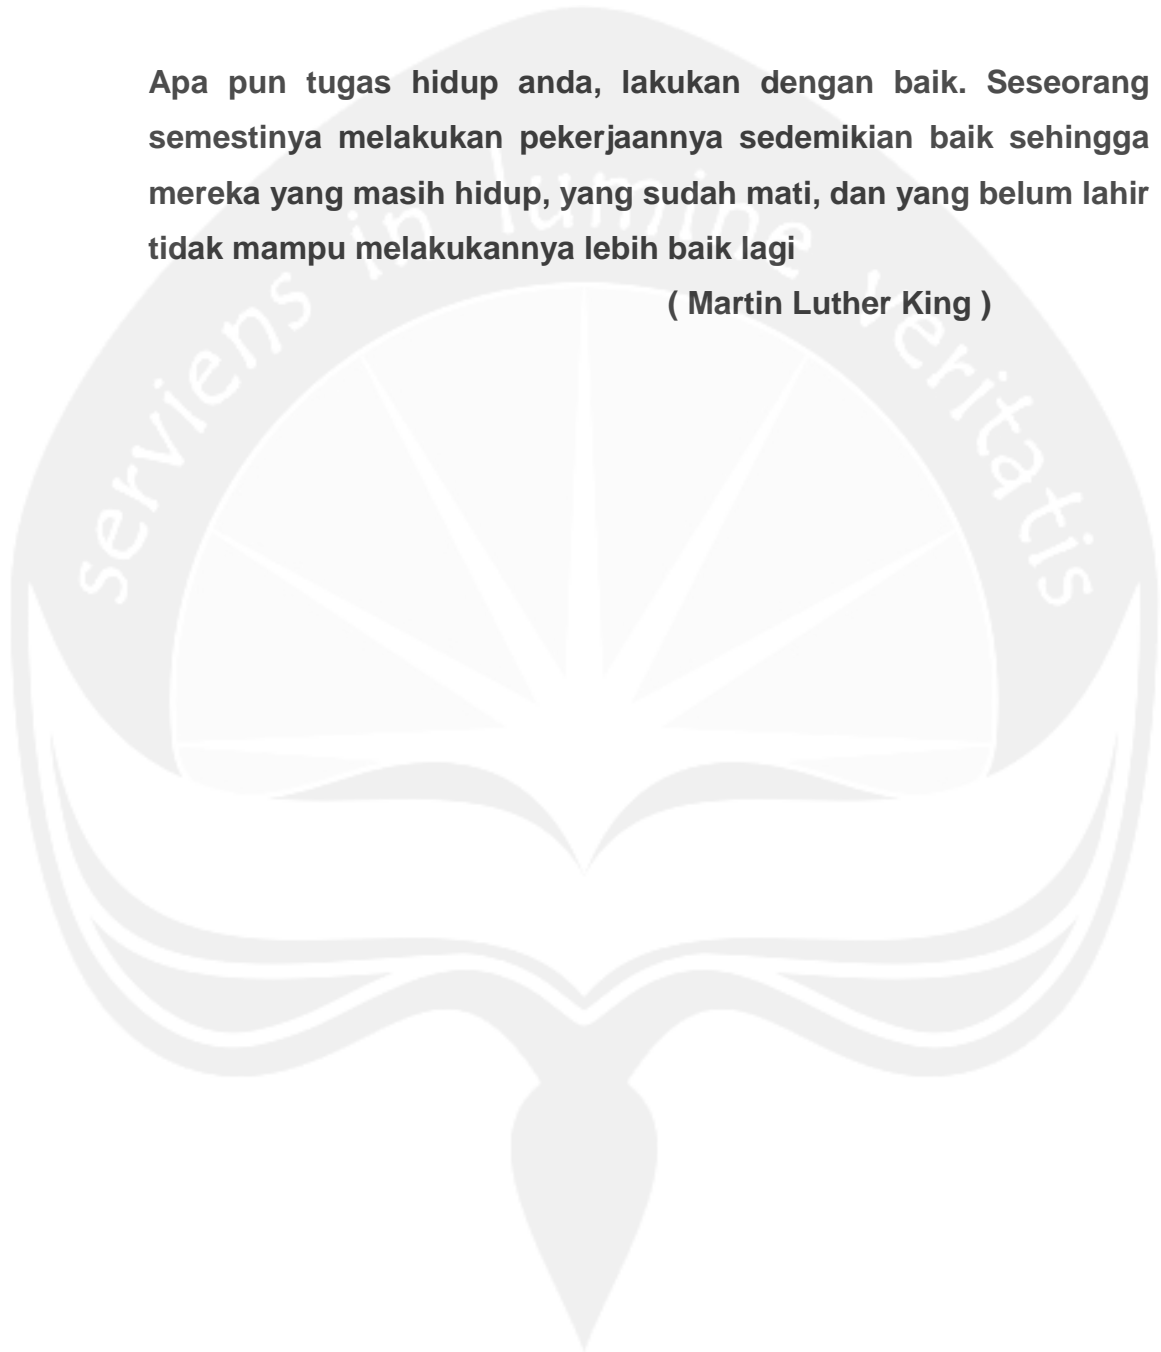 Apa pun tugas hidup anda, lakukan dengan baik. Seseorang
semestinya melakukan pekerjaannya sedemikian baik sehingga
mereka yang masih hidup, yang sudah mati, dan yang belum lahir
tidak mampu melakukannya lebih baik lagi
( Martin Luther King )
serviens in lumine veritatis